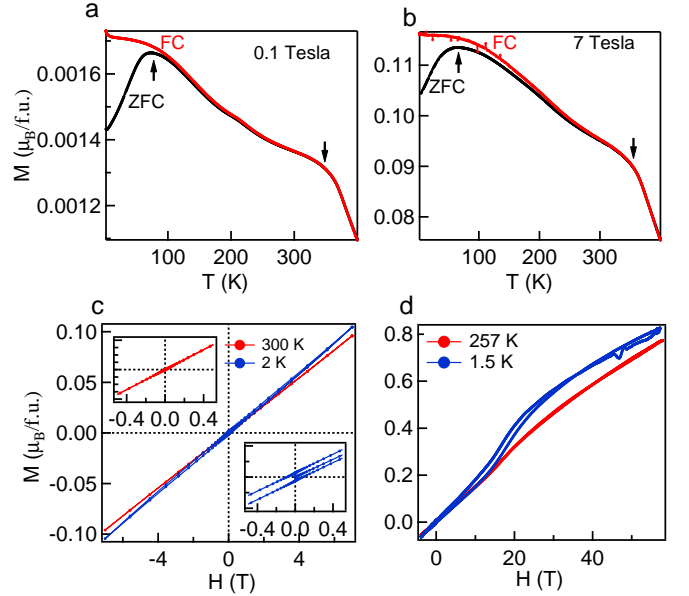 a
FC
0.1 Tesla
ZFC
M (μB/f.u.)
0.0016
0.0014
0.0012
100
200
300
T (K)
b
FC
7 Tesla
ZFC
0.11
0.10
0.09
0.08
100
200
300
T (K)
c
300 K
2 K
M (μB/f.u.)
0.10
0.05
0.00
-0.05
-0.10
-0.4 0.0 0.4
-0.4 0.0 0.4
-4
0
4
H (T)
d
257 K
1.5 K
0.8
0.6
0.4
0.2
0.0
0
20
40
H (T)